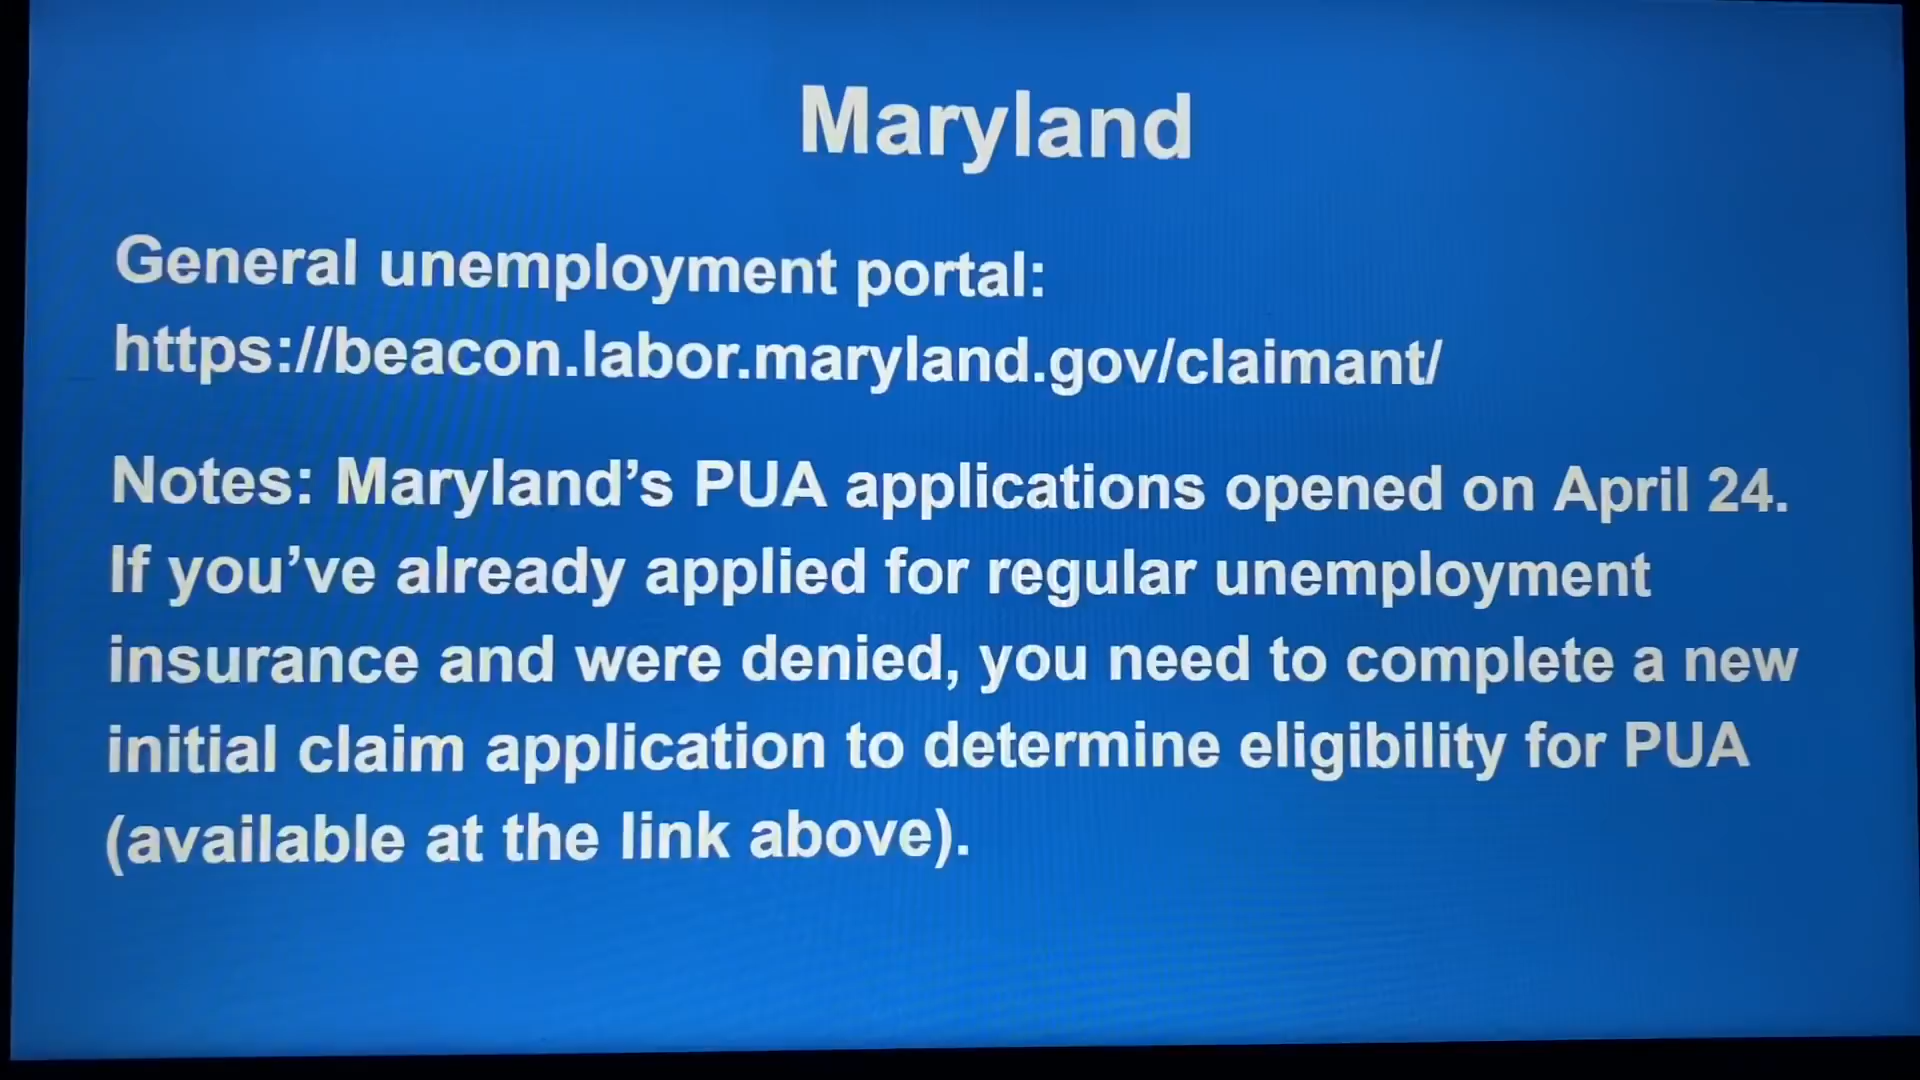 Maryland
General unemployment portal:
https://beacon.labor.maryland.gov/claimant/
Notes: Maryland’s PUA applications opened on April 24.
If you’ve already applied for regular unemployment
insurance and were denied, you need to complete a new
initial claim application to determine eligibility for PUA
(available at the link above).